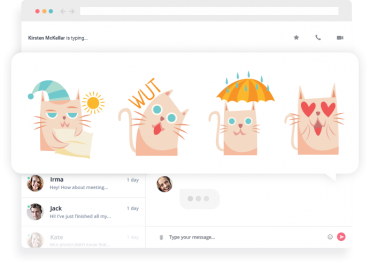 Kirsten McKellar is typing...
WUT
Irma
1 day
Hey! How about meeting...
Jack
1 day
Hi! I've just finished all my...
Kate
1 day
Type your message...